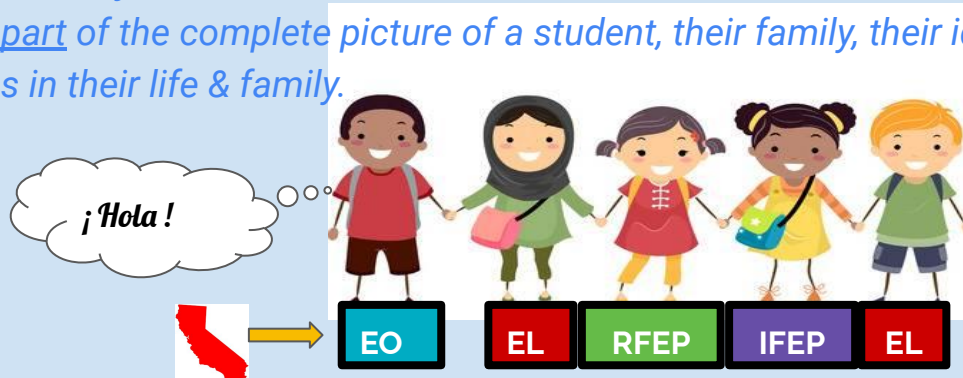 part of the complete picture of a student, their family, their
s in their life & family.
¡ Hola !
EO EL RFEP IFEP EL